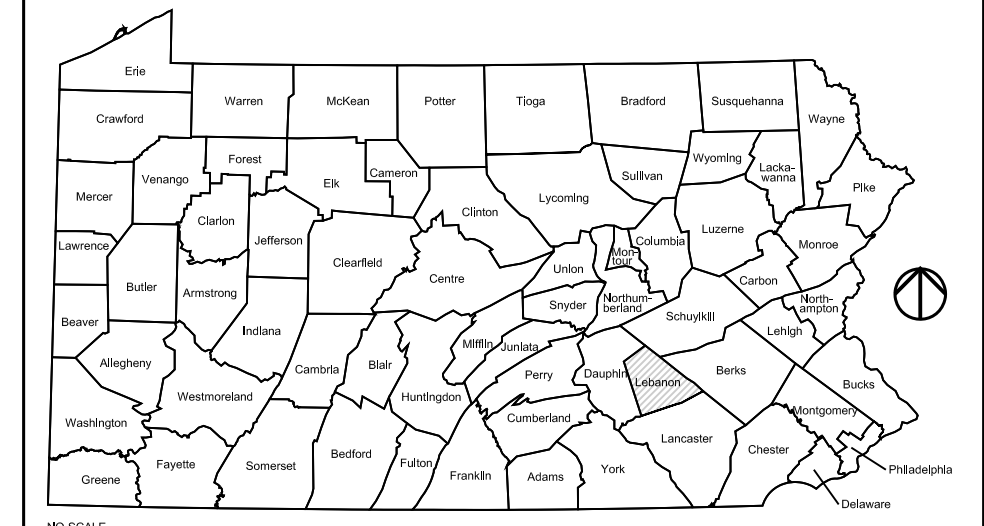 Erie
Warren
McKean
Potter
Tioga
Bradford
Susquehanna
Wayne
Crawford
Forest
Elk
Cameron
Sullivan
Wyoming
Lacka-
wanna
Pike
Mercer
Venango
Clarion
Jefferson
Clinton
Lycoming
Columbia
Luzerne
Monroe
Lawrence
Butler
Armstrong
Clearfield
Centre
Union
Mon-
tour
Carbon
Beaver
Indiana
Snyder
Northum-
berland
Schuylkill
North-
ampton
Lehigh
Allegheny
Westmoreland
Cambria
Blair
Huntingdon
Mifflin
Juniata
Perry
Dauphin
Lebanon
Berks
Bucks
Montgomery
Washington
Cumberland
Lancaster
Chester
Greene
Fayette
Somerset
Bedford
Fulton
Franklin
Adams
York
Philadelphia
Delaware
NO SCALE